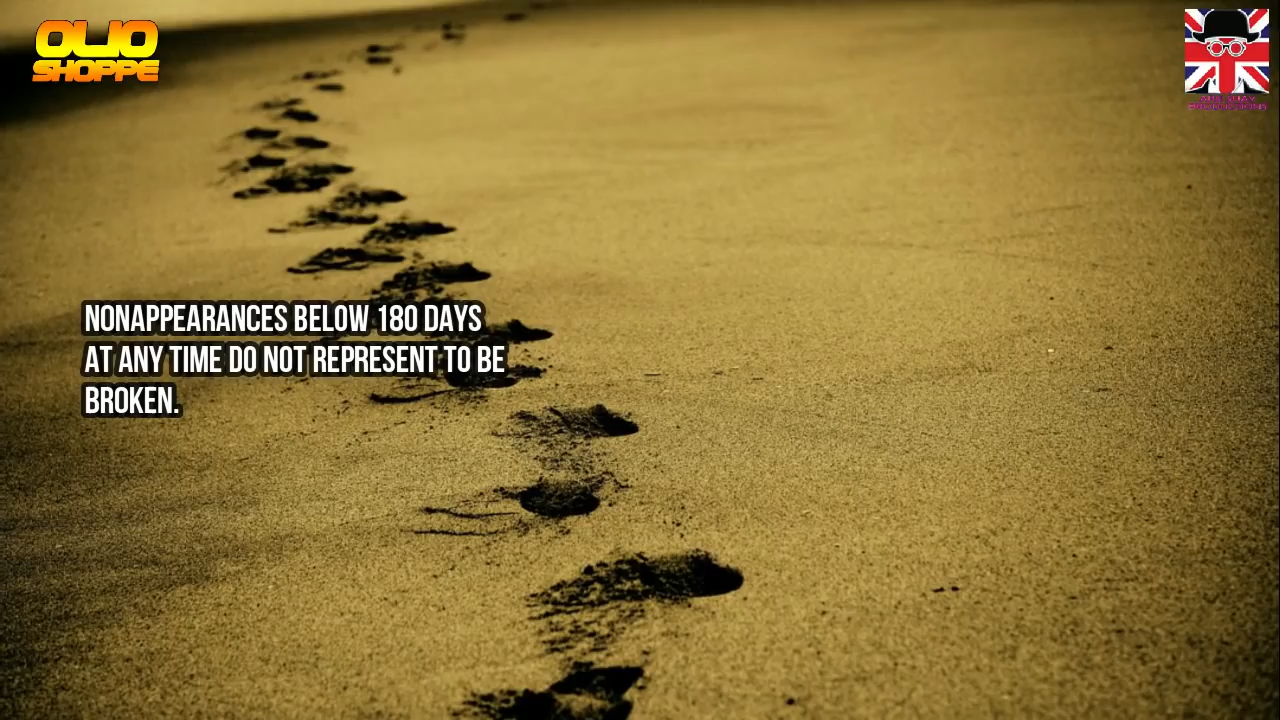 OLIO
SHOPPE
NONAPPEARANCES BELOW 180 DAYS
AT ANY TIME DO NOT REPRESENT TO BE
BROKEN.